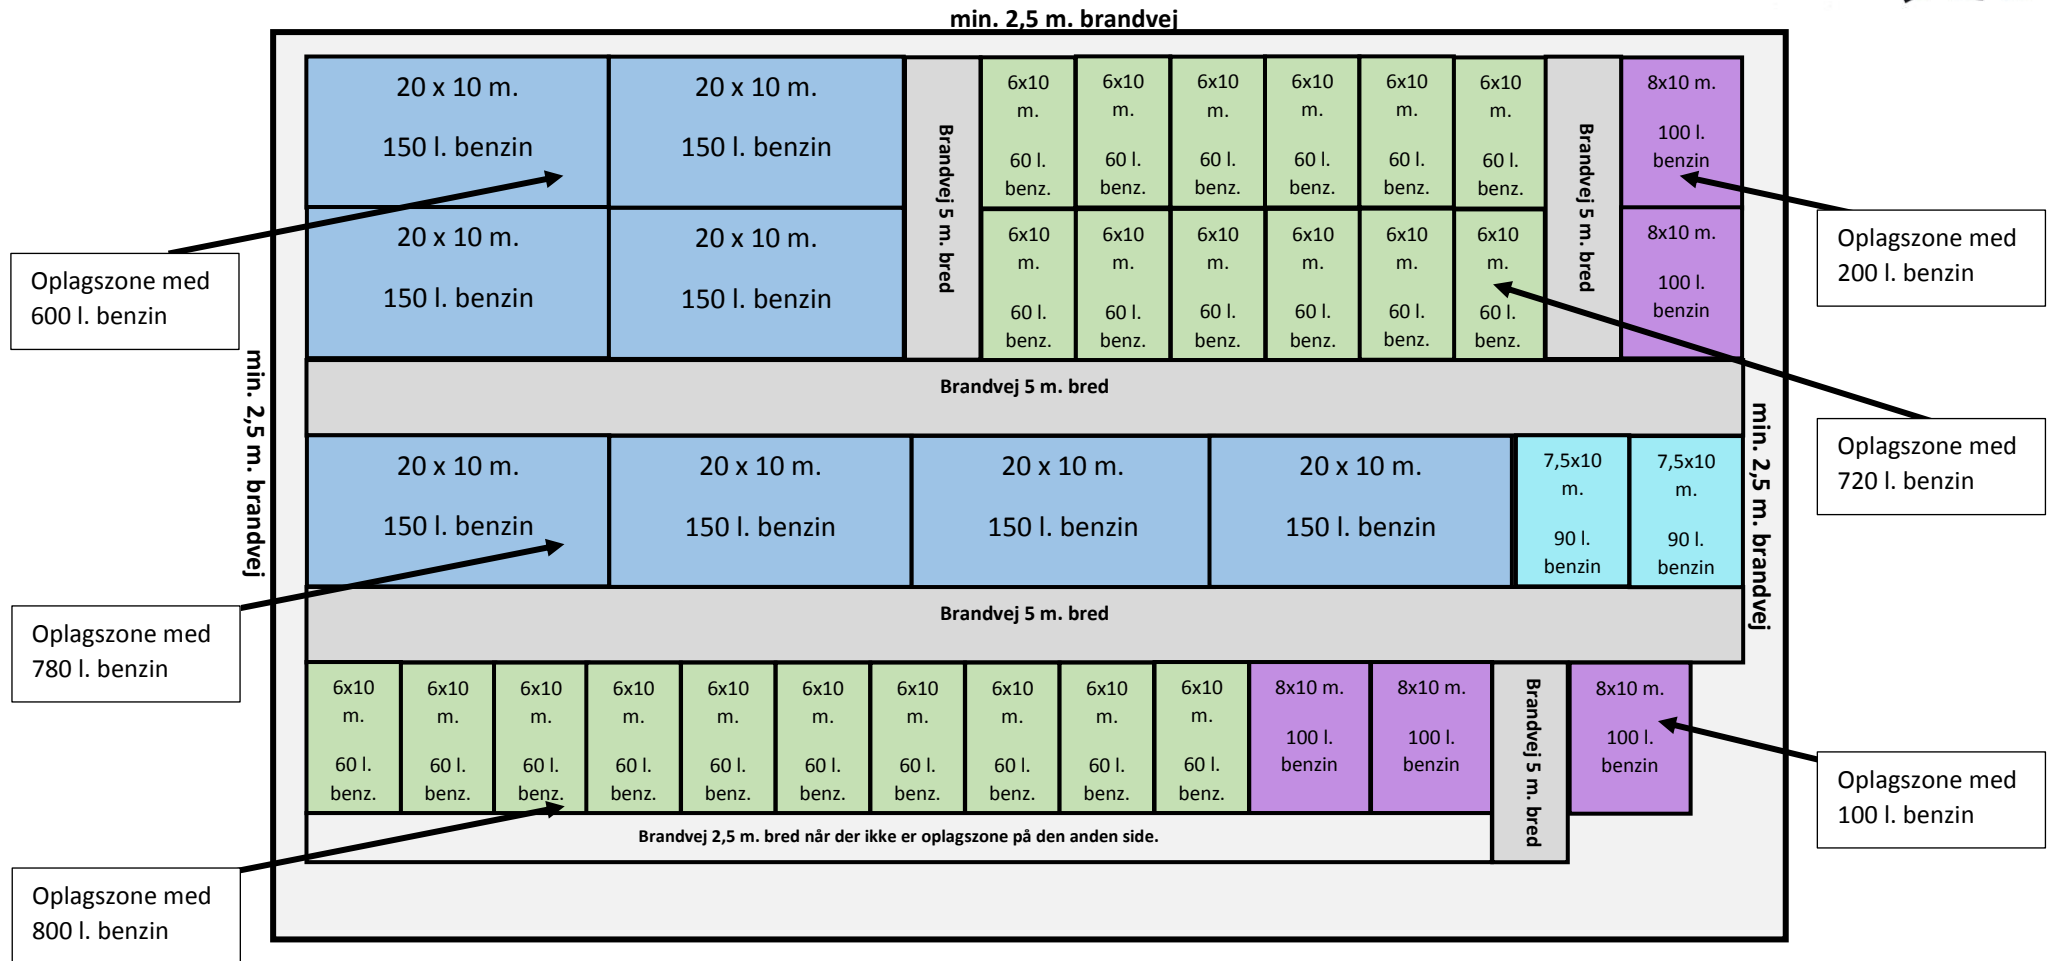 min. 2,5 m. brandvej
20 x 10 m.
150 l. benzin
20 x 10 m.
150 l. benzin
20 x 10 m.
150 l. benzin
20 x 10 m.
150 l. benzin
Brandvej 5 m. bred
6x10
m.
60 l.
benz.
6x10
m.
60 l.
benz.
6x10
m.
60 l.
benz.
6x10
m.
60 l.
benz.
6x10
m.
60 l.
benz.
6x10
m.
60 l.
benz.
6x10
m.
60 l.
benz.
6x10
m.
60 l.
benz.
6x10
m.
60 l.
benz.
6x10
m.
60 l.
benz.
6x10
m.
60 l.
benz.
6x10
m.
60 l.
benz.
Brandvej 5 m. bred
8x10 m.
100 l.
benzin
8x10 m.
100 l.
benzin
Oplagszone med
600 l. benzin
Oplagszone med
200 l. benzin
min. 2,5 m. brandvej
Brandvej 5 m. bred
min. 2,5 m. brandvej
Oplagszone med
720 l. benzin
20 x 10 m.
150 l. benzin
20 x 10 m.
150 l. benzin
20 x 10 m.
150 l. benzin
20 x 10 m.
150 l. benzin
7,5x10
m.
90 l.
benzin
7,5x10
m.
90 l.
benzin
Brandvej 5 m. bred
Oplagszone med
780 l. benzin
6x10
m.
60 l.
benz.
6x10
m.
60 l.
benz.
6x10
m.
60 l.
benz.
6x10
m.
60 l.
benz.
6x10
m.
60 l.
benz.
6x10
m.
60 l.
benz.
6x10
m.
60 l.
benz.
6x10
m.
60 l.
benz.
6x10
m.
60 l.
benz.
6x10
m.
60 l.
benz.
8x10 m.
100 l.
benzin
8x10 m.
100 l.
benzin
Brandvej 5 m. bred
8x10 m.
100 l.
benzin
Oplagszone med
100 l. benzin
Brandvej 2,5 m. bred når der ikke er oplagszone på den anden side.
Oplagszone med
800 l. benzin